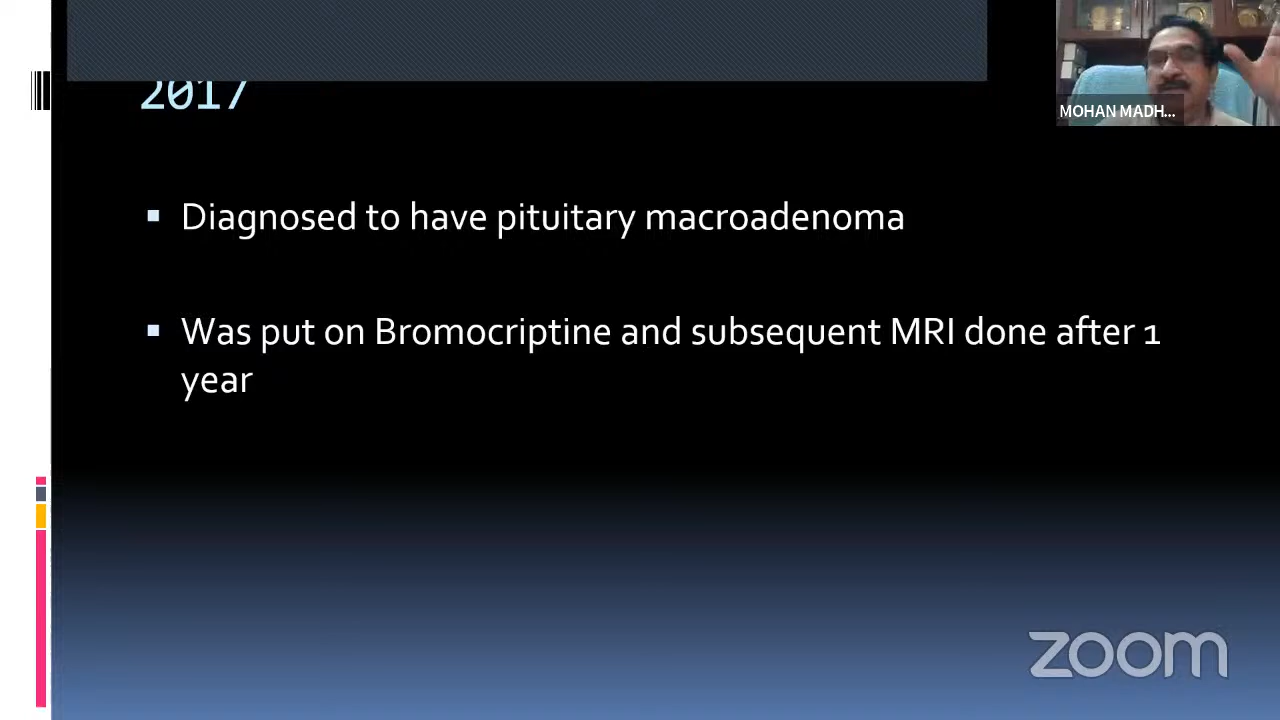 MOHAN MADH...
2017
Diagnosed to have pituitary macroadenoma
Was put on Bromocriptine and subsequent MRI done after 1
year
zoom